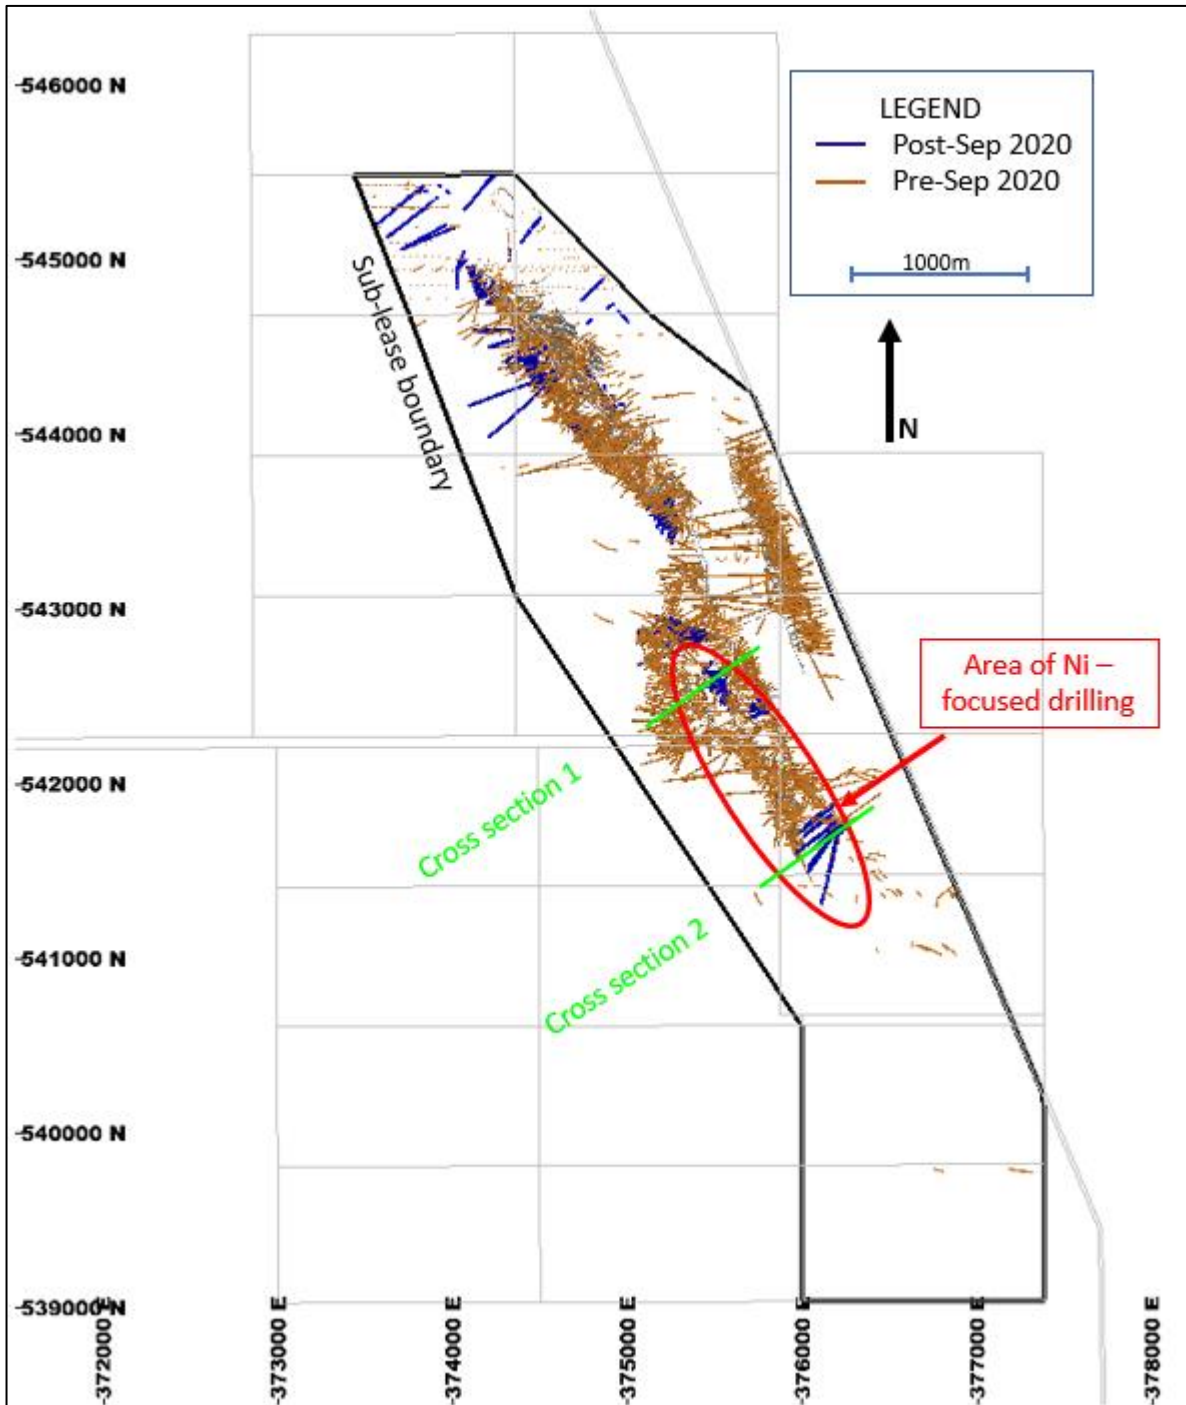 -546000 N
LEGEND
Post-Sep 2020
Pre-Sep 2020
1000m
-545000 N
Sub-lease boundary
-544000 N
N
-543000 N
Area of Ni –
focused drilling
-542000 N
Cross section 1
-541000 N
Cross section 2
-540000 N
-539000 N
-372000 E
-373000 E
-374000 E
-375000 E
-376000 E
-377000 E
-378000 E